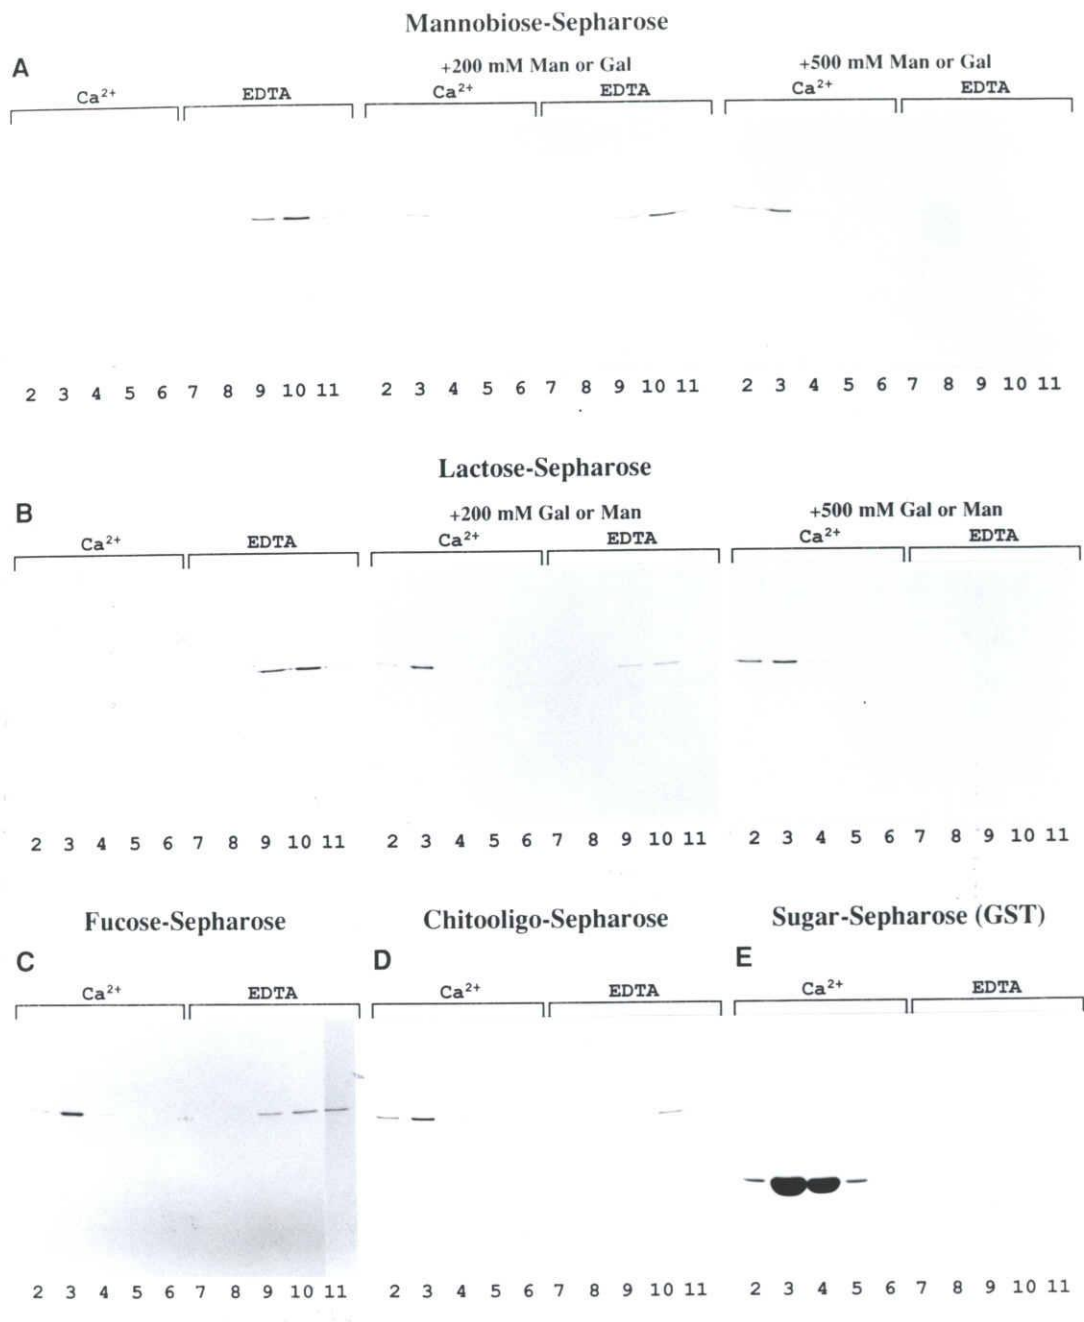 Mannobiose-Sepharose
A
+200 mM Man or Gal +500 mM Man or Gal
Ca²⁺ EDTA Ca²⁺ EDTA Ca²⁺ EDTA
2 3 4 5 6 7 8 9 10 11 2 3 4 5 6 7 8 9 10 11 2 3 4 5 6 7 8 9 10 11
Lactose-Sepharose
B
+200 mM Gal or Man +500 mM Gal or Man
Ca²⁺ EDTA Ca²⁺ EDTA Ca²⁺ EDTA
2 3 4 5 6 7 8 9 10 11 2 3 4 5 6 7 8 9 10 11 2 3 4 5 6 7 8 9 10 11
Fucose-Sepharose Chitooligo-Sepharose Sugar-Sepharose (GST)
C D E
Ca²⁺ EDTA Ca²⁺ EDTA Ca²⁺ EDTA
2 3 4 5 6 7 8 9 10 11 2 3 4 5 6 7 8 9 10 11 2 3 4 5 6 7 8 9 10 11